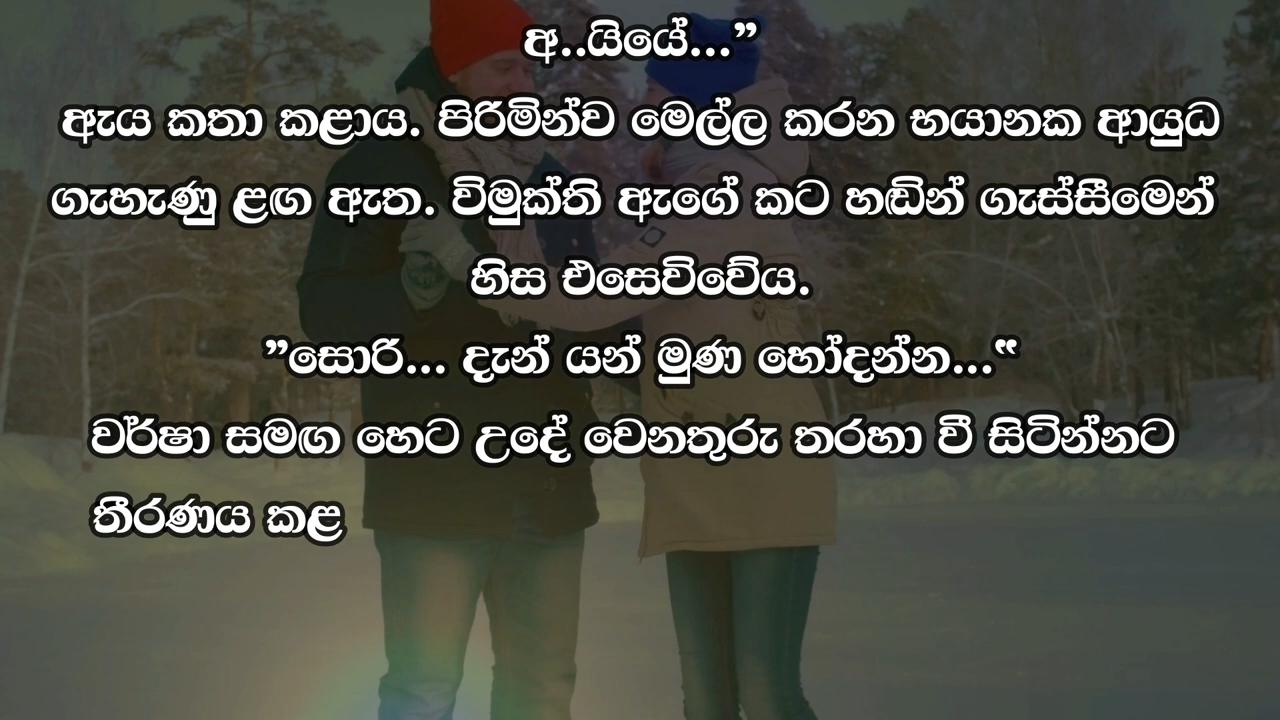 අ..යියේ...”
ඇය කතා කළාය. පිරිමින්ව මෙල්ල කරන භයානක ආයුධ
ගැහැණු ළඟ ඇත. විමුක්ති ඇගේ කට හඬින් ගැස්සීමෙන්
හිස එසෙවිවේය.
”සොරි... දැන් යන් මුණ හෝදන්න...“
වර්ෂා සමඟ හෙට උදේ වෙනතුරු තරහා වී සිටින්නට
තීරණය කළ